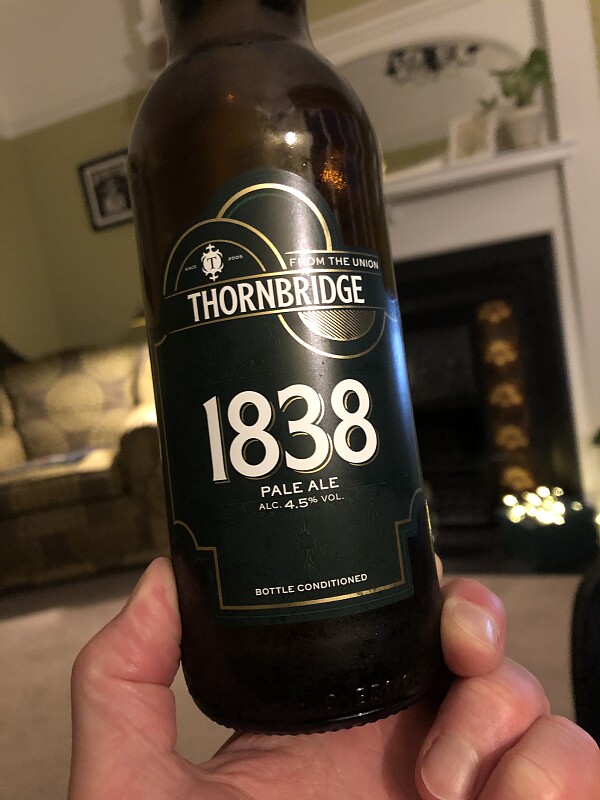 SINCE
T
2005
FROM THE UNION
THORNBRIDGE
1838
PALE ALE
ALC. 4.5% VOL.
BOTTLE CONDITIONED